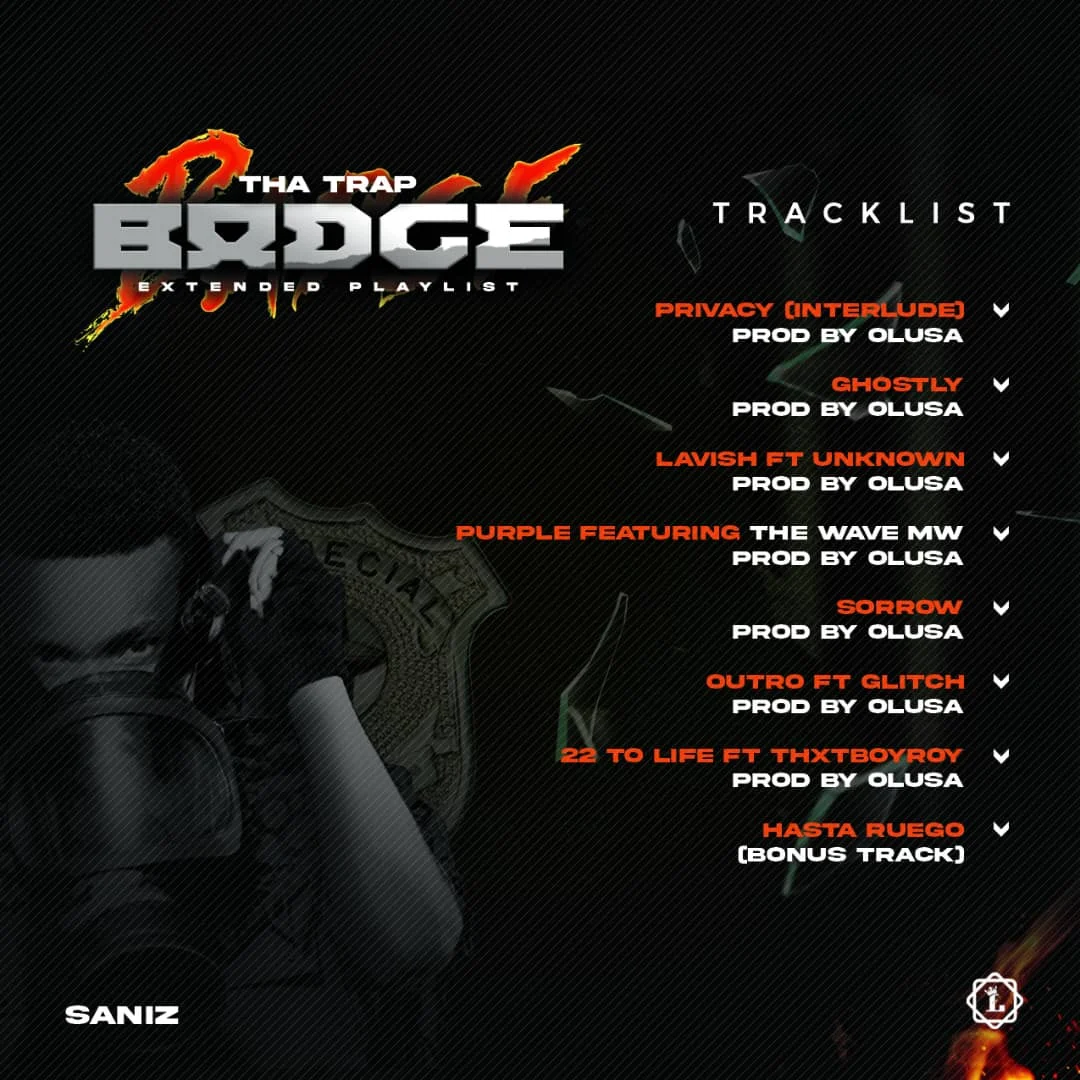 THA TRAP
BADGE
EXTENDED PLAYLIST
TRACKLIST
PRIVACY (INTERLUDE)
PROD BY OLUSA
GHOSTLY
PROD BY OLUSA
LAVISH FT UNKNOWN
PROD BY OLUSA
PURPLE FEATURING THE WAVE MW
PROD BY OLUSA
SORROW
PROD BY OLUSA
OUTRO FT GLITCH
PROD BY OLUSA
22 TO LIFE FT THXTBOYROY
PROD BY OLUSA
HASTA RUEGO
(BONUS TRACK)
SPECIAL
SANIZ
L